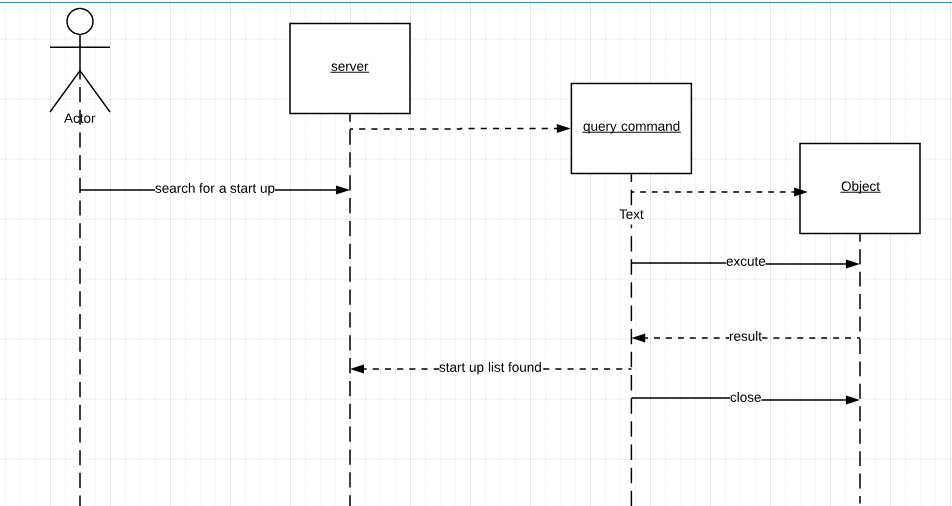 server
Actor
query command
search for a start up
Object
Text
excute
result
start up list found
close